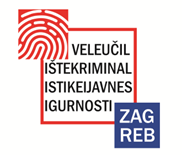 VELEUČIL
IŠTEKRIMINAL
ISTIKEIJAVNES
IGURNOSTI
ZAG
REB